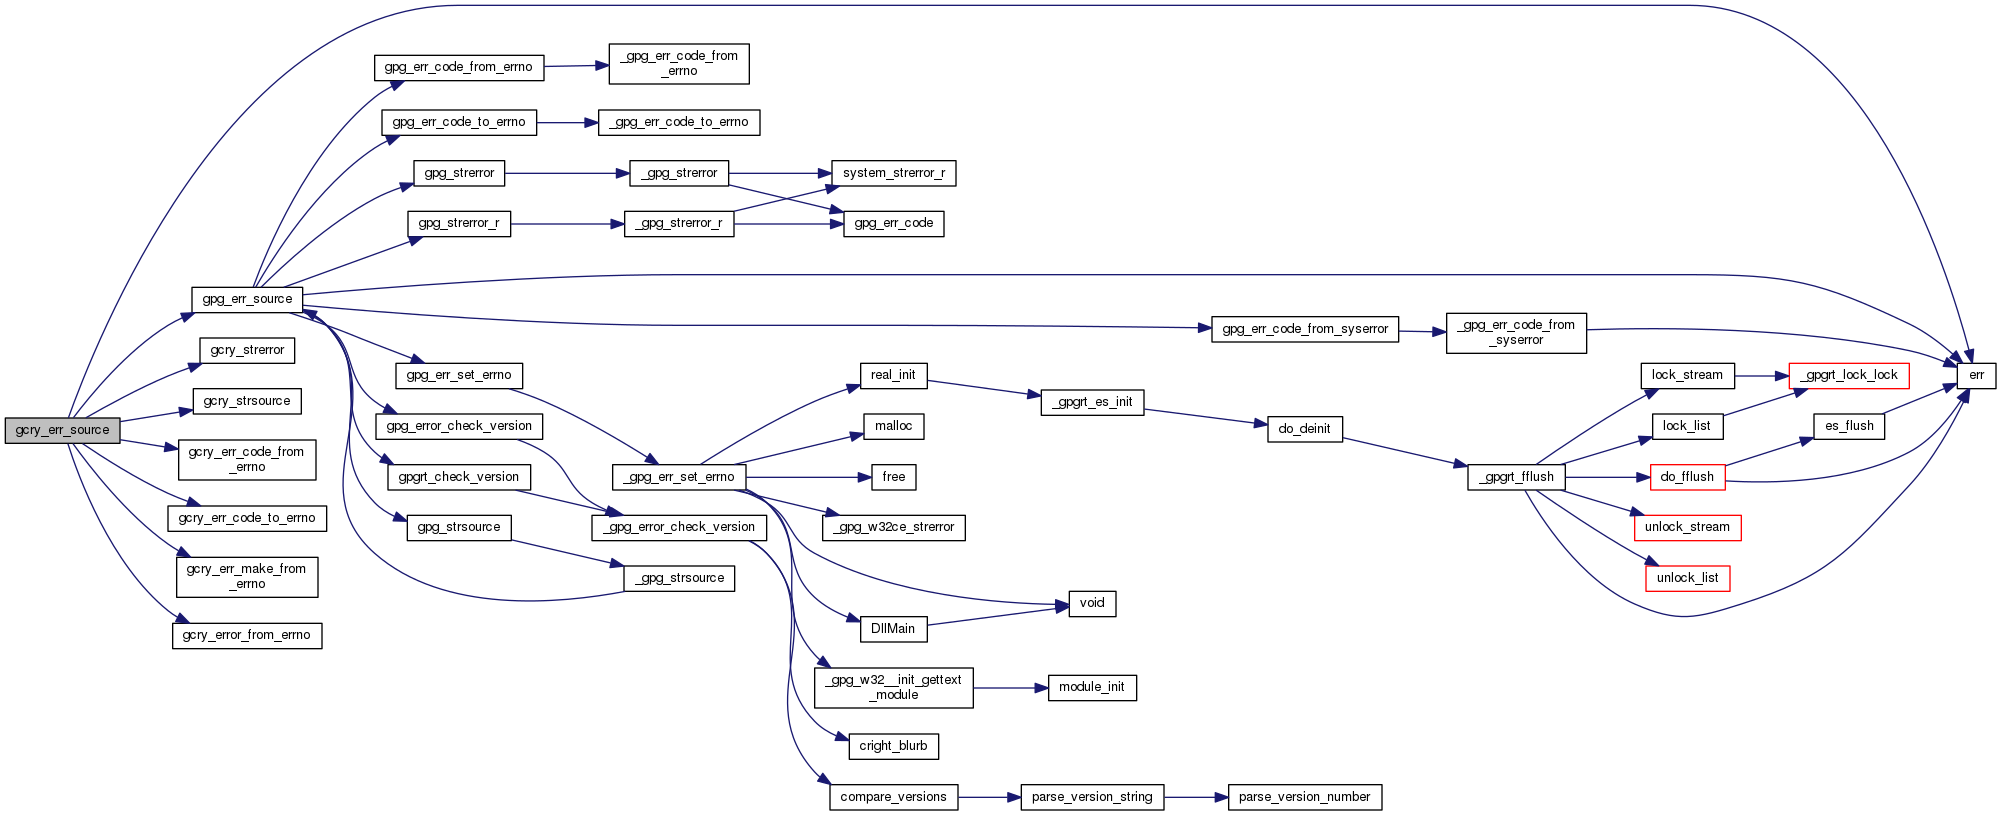 gpg_err_code_from_errno
_gpg_err_code_from
_errno
gpg_err_code_to_errno
_gpg_err_code_to_errno
gpg_strerror
_gpg_strerror
system_strerror_r
gpg_strerror_r
_gpg_strerror_r
gpg_err_code
gpg_err_source
gpg_err_code_from_syserror
_gpg_err_code_from
_syserror
gcry_strerror
gpg_err_set_errno
real_init
lock_stream
_gpgrt_lock_lock
err
gcry_strsource
_gpgrt_es_init
gcry_err_source
gpg_error_check_version
malloc
do_deinit
lock_list
es_flush
gcry_err_code_from
_errno
gpgrt_check_version
_gpg_err_set_errno
free
_gpgrt_fflush
do_fflush
gcry_err_code_to_errno
gpg_strsource
_gpg_error_check_version
_gpg_w32ce_strerror
unlock_stream
gcry_err_make_from
_errno
_gpg_strsource
unlock_list
void
gcry_error_from_errno
DllMain
_gpg_w32__init_gettext
_module
module_init
cright_blurb
compare_versions
parse_version_string
parse_version_number